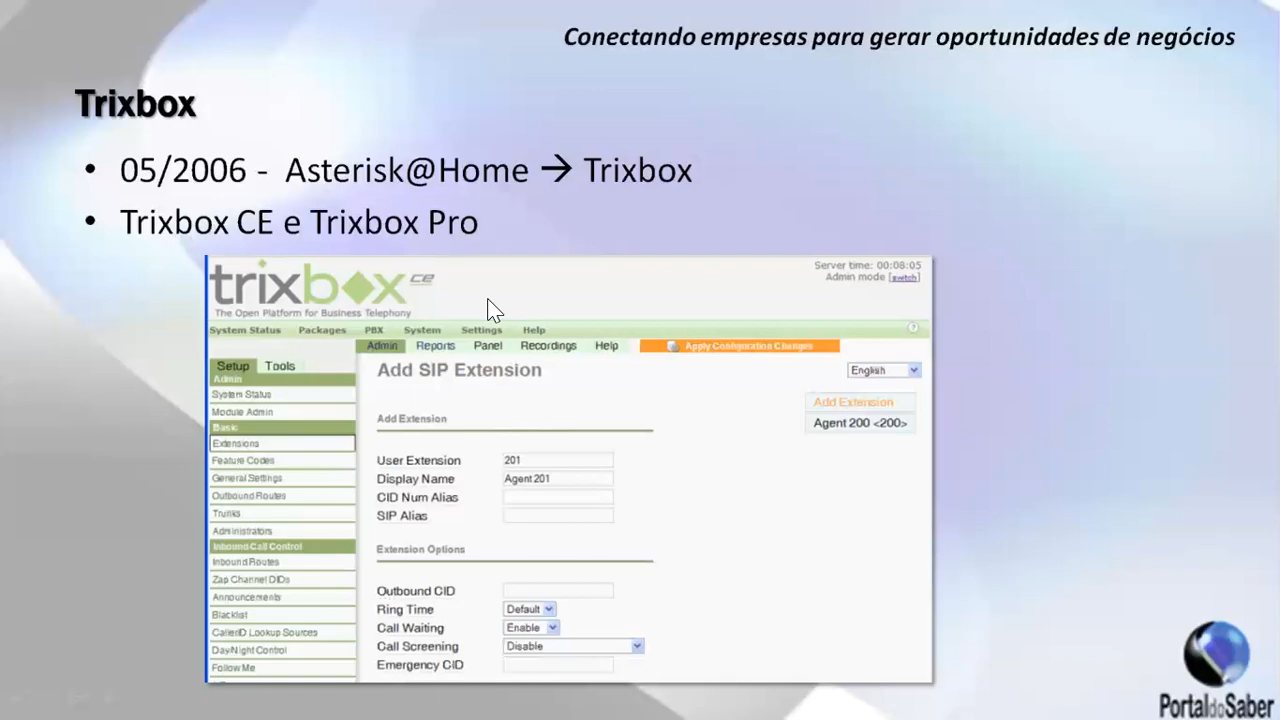 Conectando empresas para gerar oportunidades de negócios
Trixbox
• 05/2006 - Asterisk@Home → Trixbox
• Trixbox CE e Trixbox Pro
trixbox CE
The Open Platform for Business Telephony
Server time: 00:08:05
Admin mode [switch]
System Status Packages PBX System Settings Help
Admin Reports Panel Recordings Help Apply Configuration Changes
Setup Tools
Admin
System Status
Module Admin
Basic
Extensions
Feature Codes
General Settings
Outbound Routes
Trunks
Administrators
Inbound Call Control
Inbound Routes
Zap Channel DIDs
Announcements
Blacklist
CallerID Lookup Sources
Day/Night Control
Follow Me
Add SIP Extension
English
Add Extension
Agent 200 <200>
Add Extension
User Extension 201
Display Name Agent 201
CID Num Alias
SIP Alias
Extension Options
Outbound CID
Ring Time Default
Call Waiting Enable
Call Screening Disable
Emergency CID
PortaldoSaber